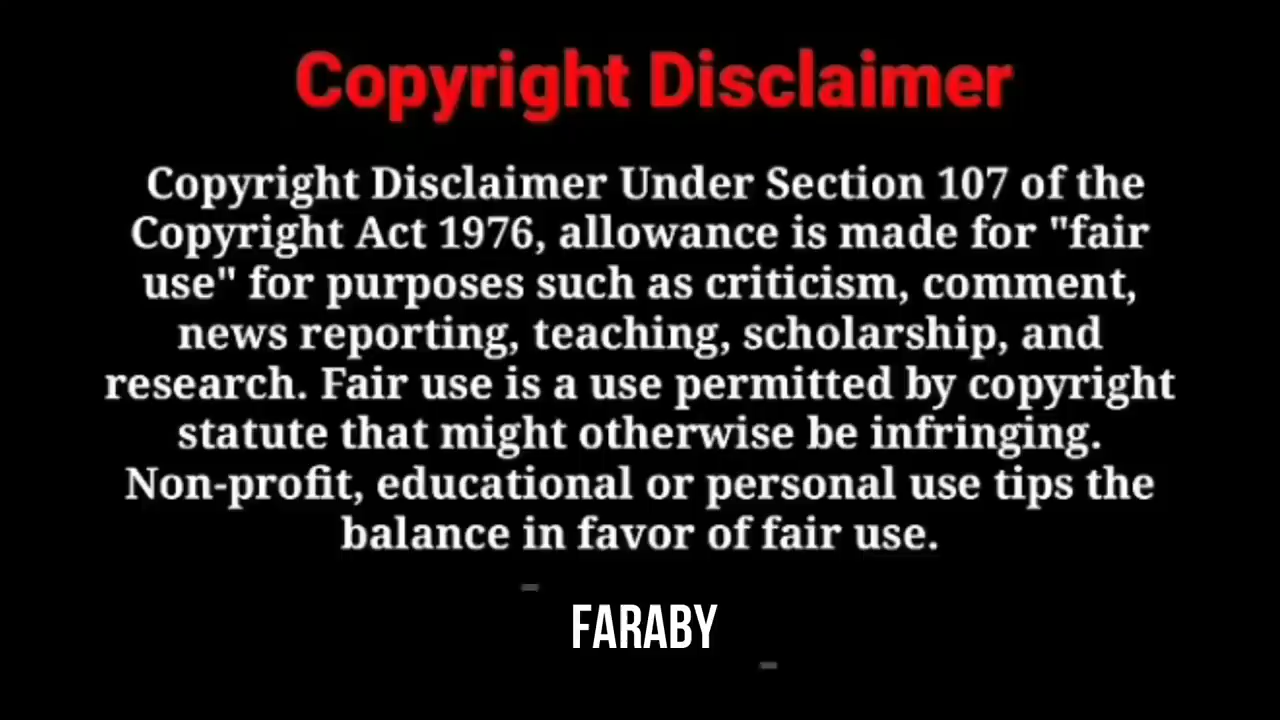 Copyright Disclaimer
Copyright Disclaimer Under Section 107 of the
Copyright Act 1976, allowance is made for "fair
use" for purposes such as criticism, comment,
news reporting, teaching, scholarship, and
research. Fair use is a use permitted by copyright
statute that might otherwise be infringing.
Non-profit, educational or personal use tips the
balance in favor of fair use.
FARABY